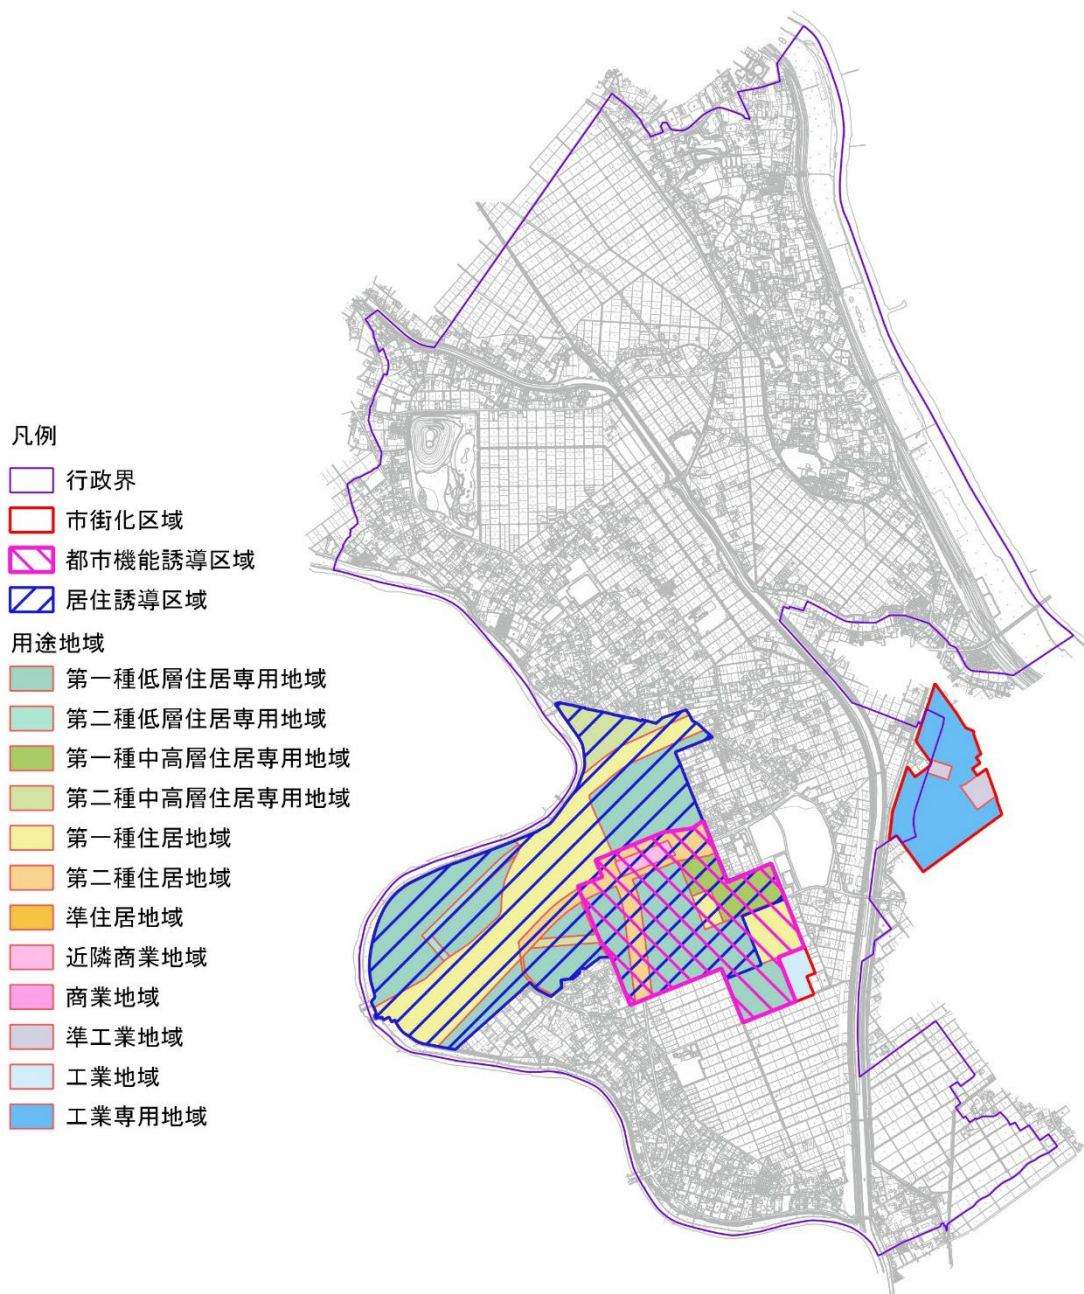 凡例
行政界
市街化区域
都市機能誘導区域
居住誘導区域
用途地域
第一種低層住居専用地域
第二種低層住居専用地域
第一種中高層住居専用地域
第二種中高層住居専用地域
第一種住居地域
第二種住居地域
準住居地域
近隣商業地域
商業地域
準工業地域
工業地域
工業専用地域